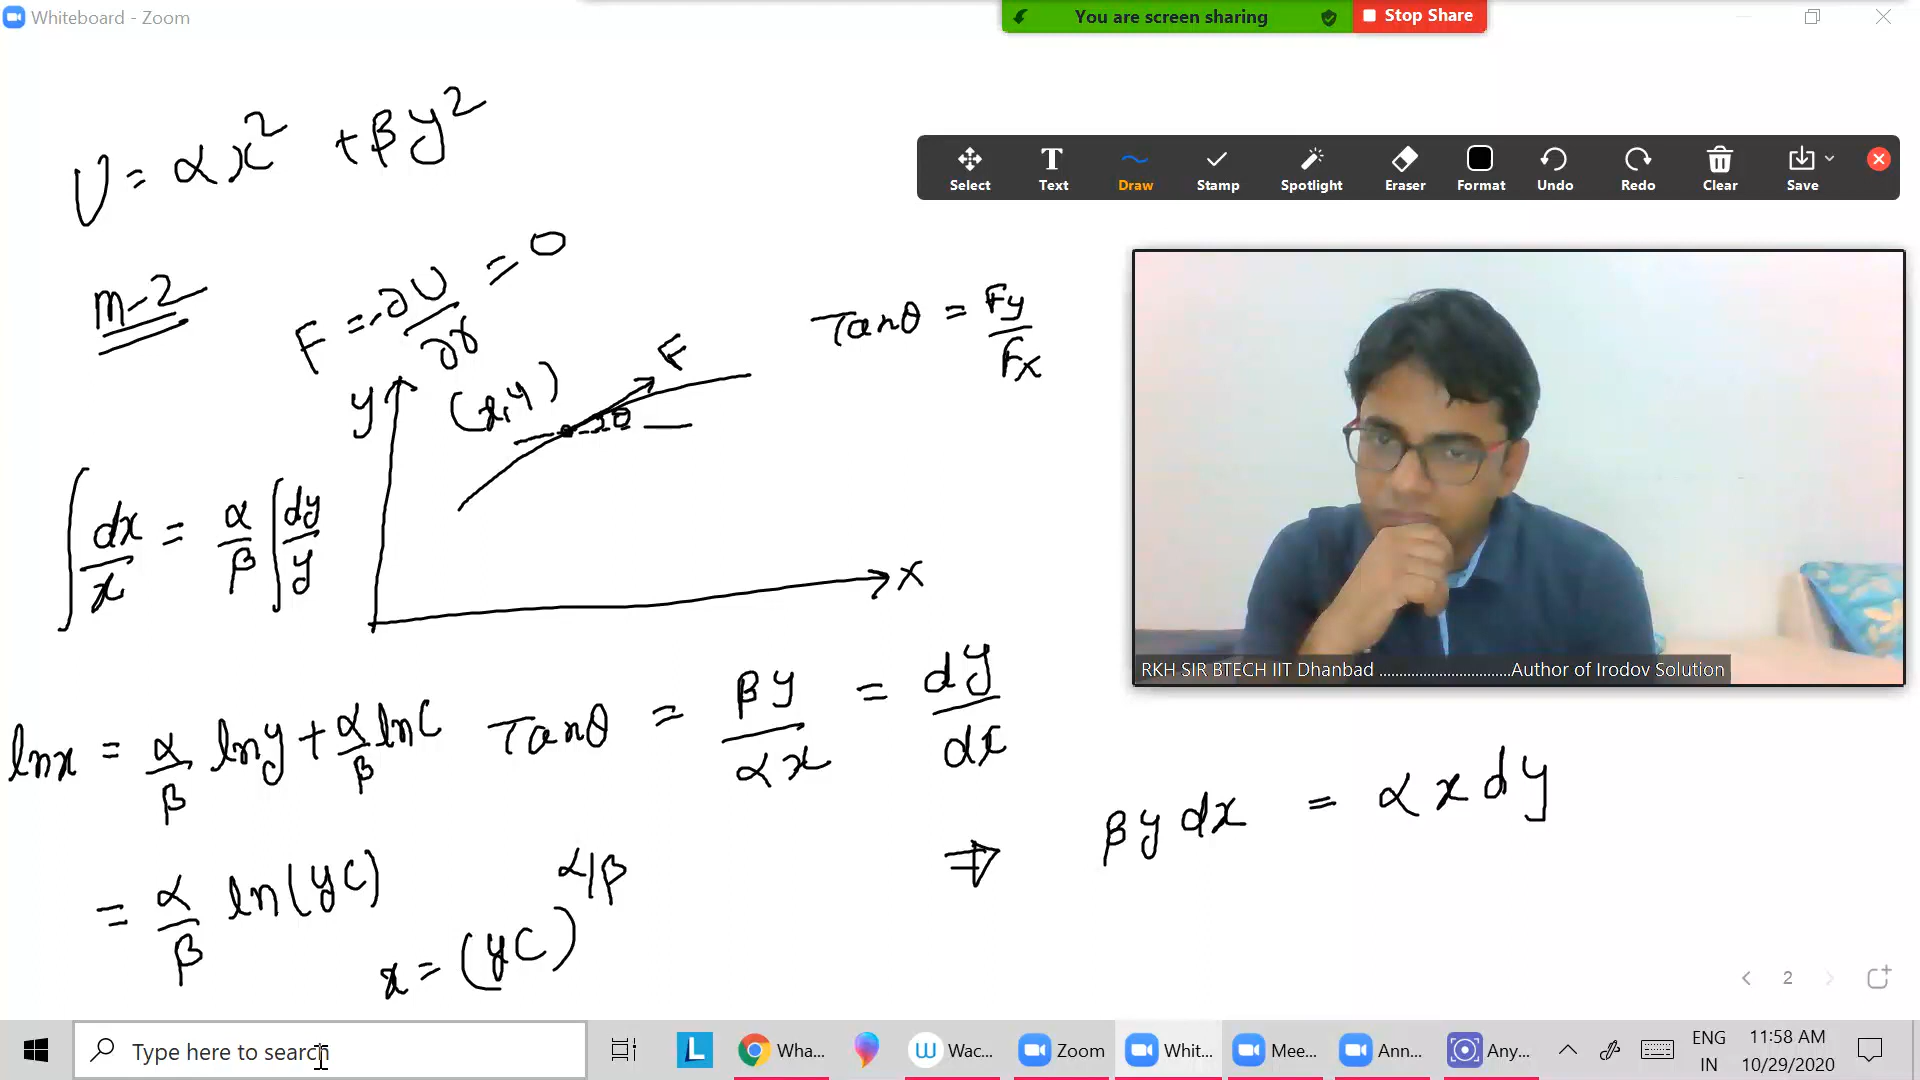 Whiteboard - Zoom
You are screen sharing
Stop Share
U = αx² + βy²
Select Text Draw Stamp Spotlight Eraser Format Undo Redo Clear Save
m-2
F = -∂U/∂r = 0
Tanθ = Fy/Fx
y
(x,y)
F
θ
x
∫dx/x = α/β ∫dy/y
RKH SIR BTECH IIT Dhanbad ................................Author of Irodov Solution
lnx = α/β lny + α/β lnC
Tanθ = βy/αx = dy/dx
⇒ βy dx = αx dy
= α/β ln(yC)
x = (yC)^α/β
2
Type here to search
L
Wha...
Wac...
Zoom
Whit...
Mee...
Ann...
Any...
ENG
IN
11:58 AM
10/29/2020